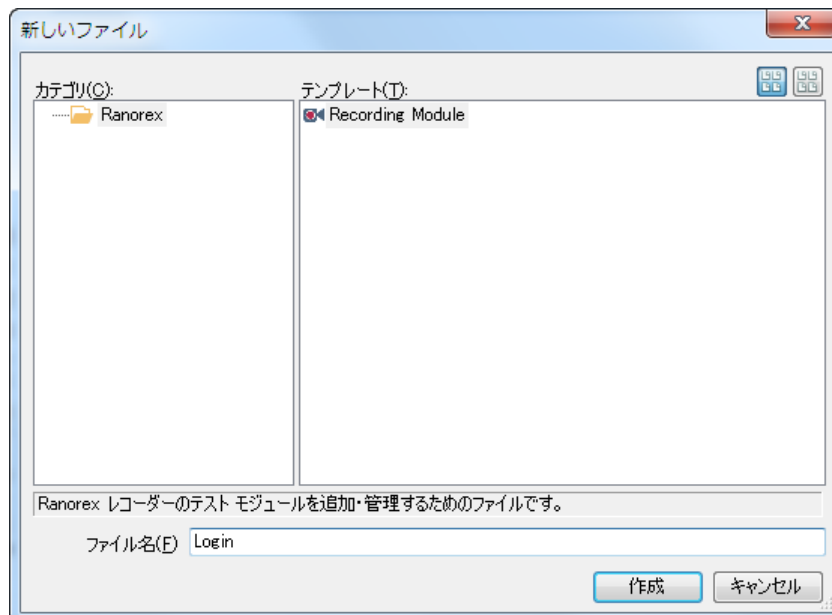 新しいファイル
カテゴリ(C):
テンプレート(T):
Ranorex
Recording Module
Ranorex レコーダーのテスト モジュールを追加・管理するためのファイルです。
ファイル名(F)
Login
作成
キャンセル